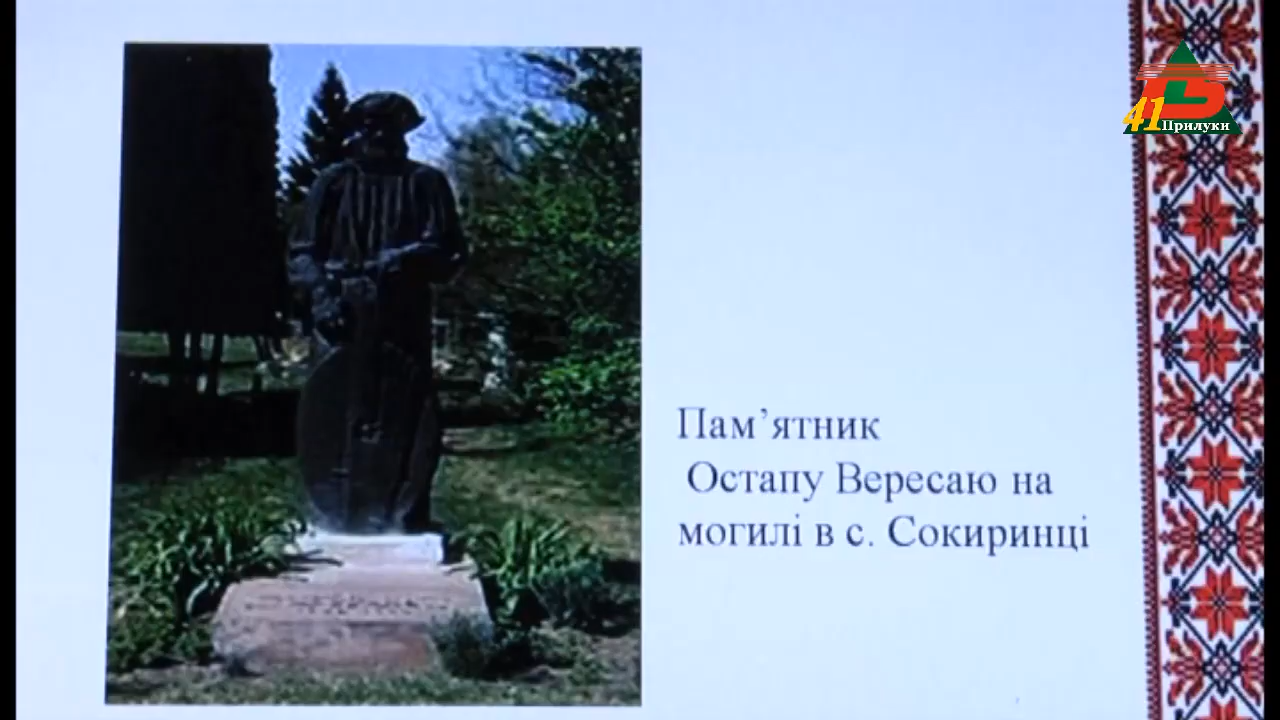 41
Прилуки
Пам’ятник
Остапу Вересаю на
могилі в с. Сокиринці